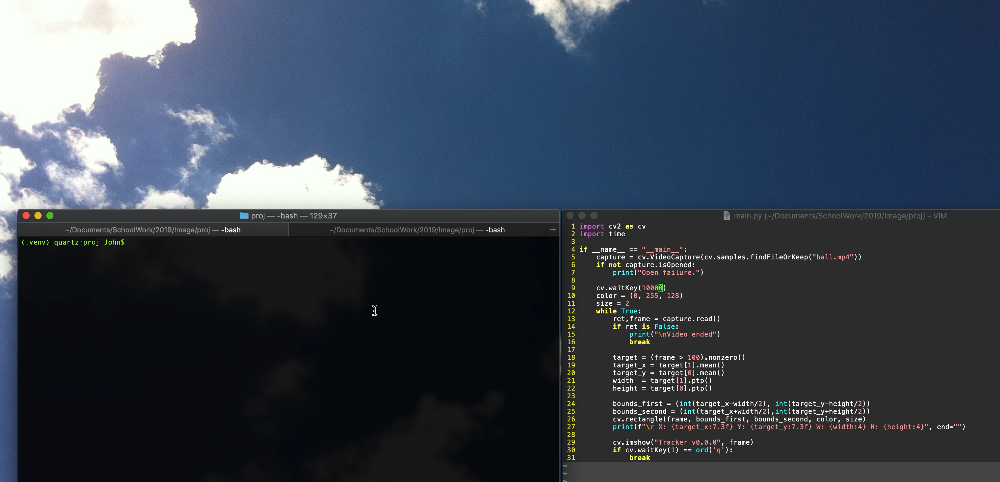 proj — -bash — 129×37
~/Documents/SchoolWork/2019/Image/proj — -bash
~/Documents/SchoolWork/2019/Image/proj — -bash
(.venv) quartz:proj John$
main.py (~/Documents/SchoolWork/2019/Image/proj) - VIM
1 import cv2 as cv
2 import time
3
4 if __name__ == "__main__":
5     capture = cv.VideoCapture(cv.samples.findFileOrKeep("ball.mp4"))
6     if not capture.isOpened:
7         print("Open failure.")
8
9     cv.waitKey(10000)
10     color = (0, 255, 128)
11     size = 2
12     while True:
13         ret,frame = capture.read()
14         if ret is False:
15             print("\nVideo ended")
16             break
17
18         target = (frame > 100).nonzero()
19         target_x = target[1].mean()
20         target_y = target[0].mean()
21         width  = target[1].ptp()
22         height = target[0].ptp()
23
24         bounds_first = (int(target_x-width/2), int(target_y-height/2))
25         bounds_second = (int(target_x+width/2),int(target_y+height/2))
26         cv.rectangle(frame, bounds_first, bounds_second, color, size)
27         print(f"\r X: {target_x:7.3f} Y: {target_y:7.3f} W: {width:4} H: {height:4}", end="")
28
29         cv.imshow("Tracker v0.0.0", frame)
30         if cv.waitKey(1) == ord('q'):
31             break
~
~
~